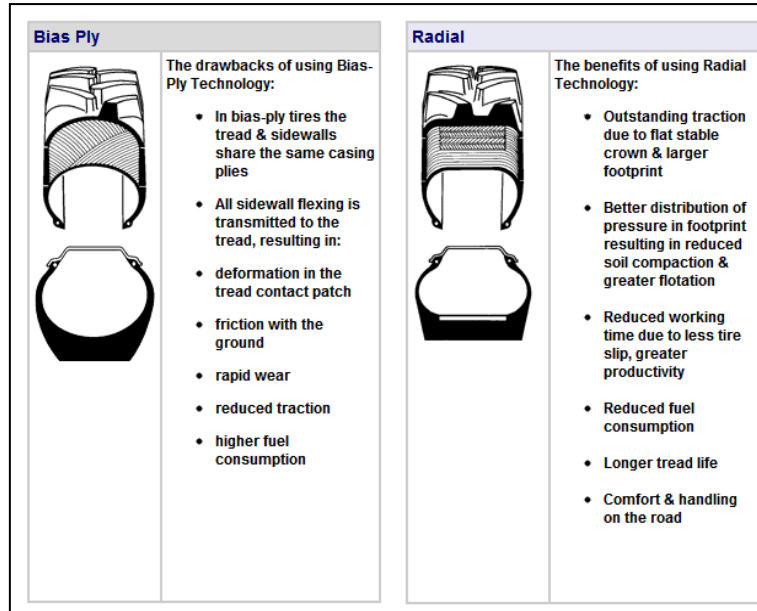 Bias Ply
The drawbacks of using Bias-
Ply Technology:
• In bias-ply tires the
tread & sidewalls
share the same casing
plies
• All sidewall flexing is
transmitted to the
tread, resulting in:
• deformation in the
tread contact patch
• friction with the
ground
• rapid wear
• reduced traction
• higher fuel
consumption
Radial
The benefits of using Radial
Technology:
• Outstanding traction
due to flat stable
crown & larger
footprint
• Better distribution of
pressure in footprint
resulting in reduced
soil compaction &
greater flotation
• Reduced working
time due to less tire
slip, greater
productivity
• Reduced fuel
consumption
• Longer tread life
• Comfort & handling
on the road